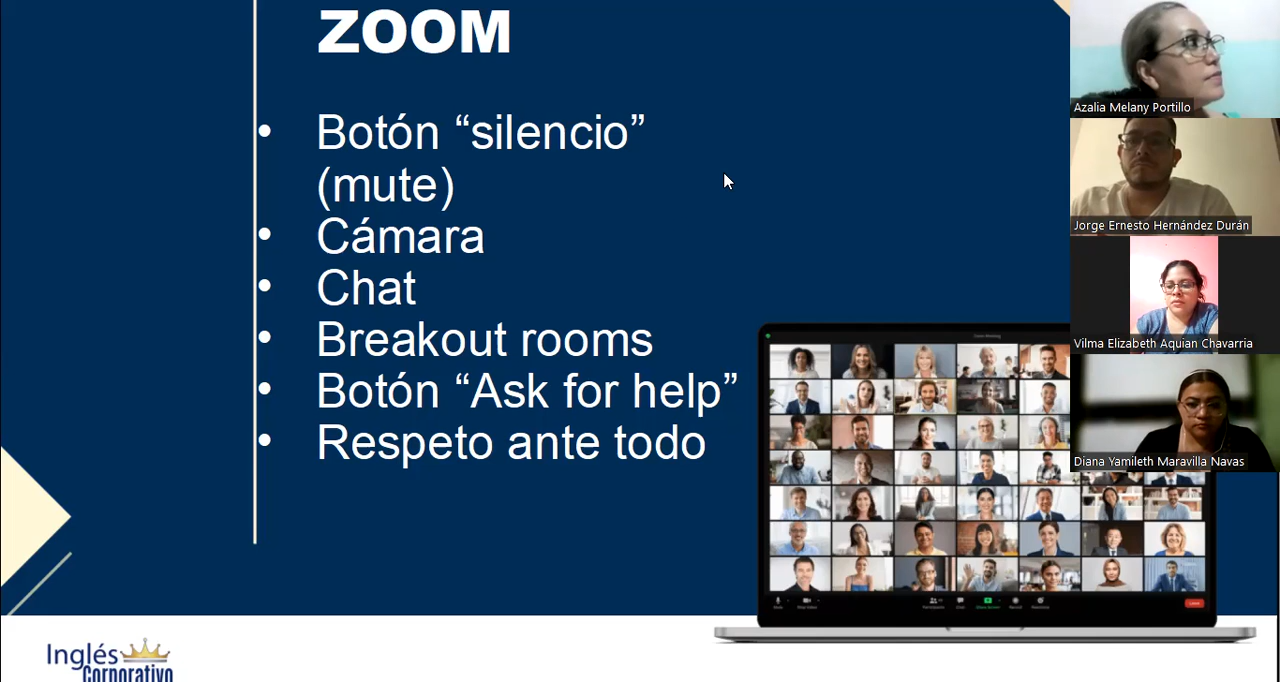 ZOOM
• Botón “silencio”
(mute)
• Cámara
• Chat
• Breakout rooms
• Botón “Ask for help”
• Respeto ante todo
Azalia Melany Portillo
Jorge Ernesto Hernández Durán
Vilma Elizabeth Aquian Chavarria
Diana Yamileth Maravilla Navas
Inglés
Corporativo